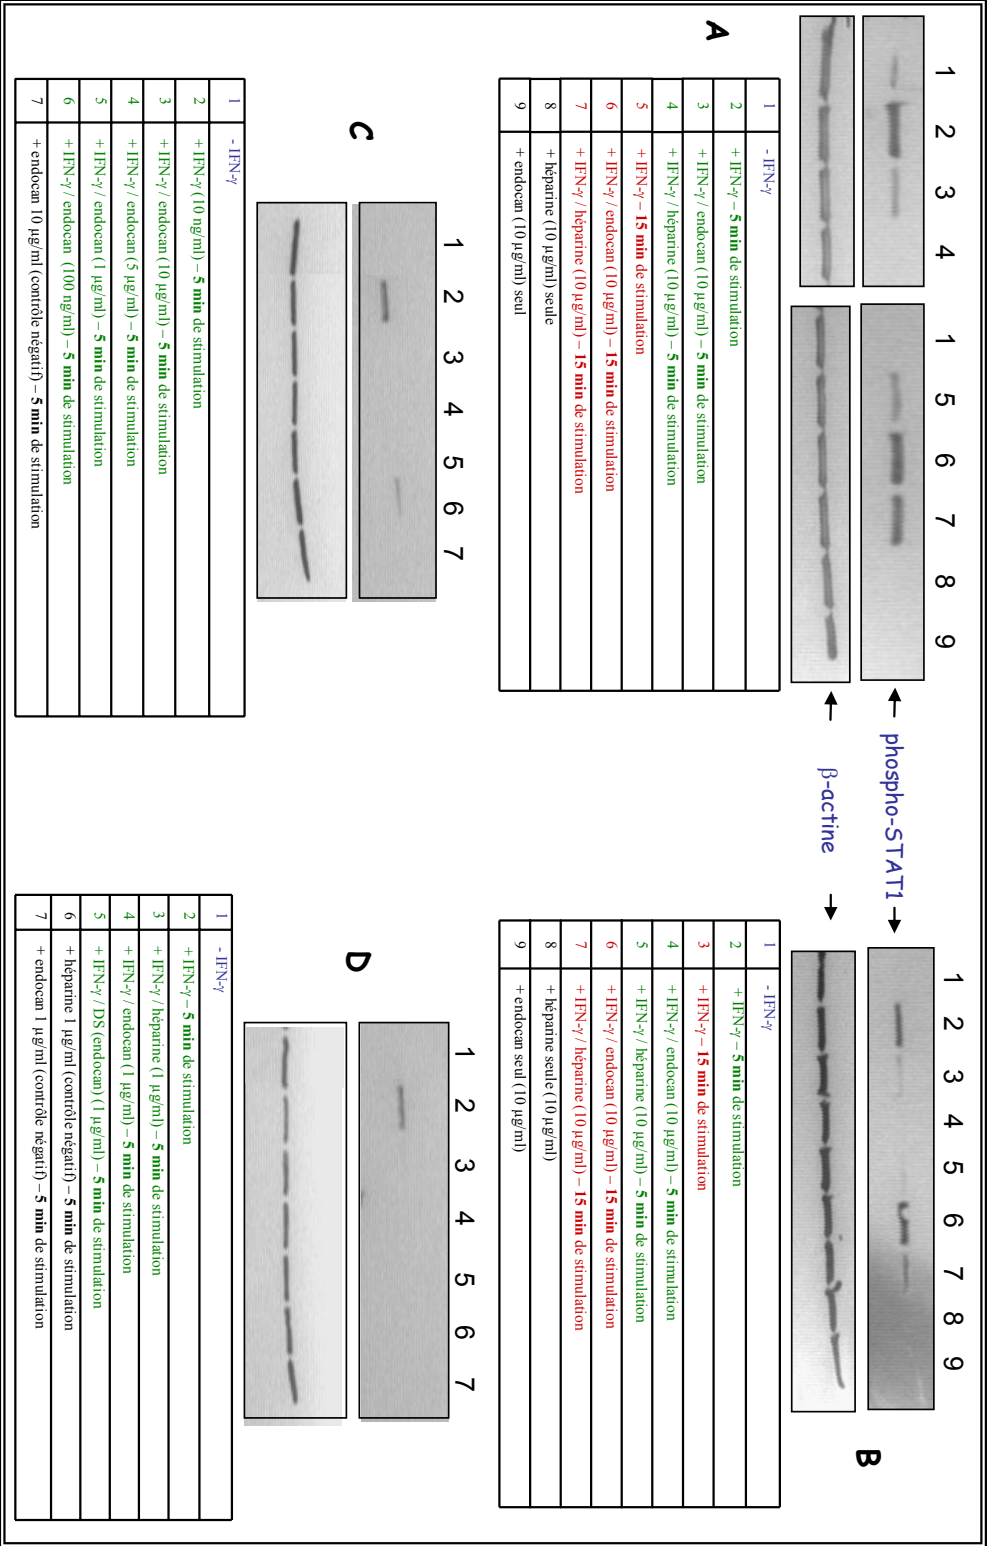 A
1 2 3 4 1 5 6 7 8 9
phospho-STAT1
β-actine
1 - IFN-γ
2 + IFN-γ – 5 min de stimulation
3 + IFN-γ / endocan (10 μg/ml) – 5 min de stimulation
4 + IFN-γ / héparine (10 μg/ml) – 5 min de stimulation
5 + IFN-γ – 15 min de stimulation
6 + IFN-γ / endocan (10 μg/ml) – 15 min de stimulation
7 + IFN-γ / héparine (10 μg/ml) – 15 min de stimulation
8 + héparine (10 μg/ml) seule
9 + endocan (10 μg/ml) seul
B
1 2 3 4 5 6 7 8 9
1 - IFN-γ
2 + IFN-γ – 5 min de stimulation
3 + IFN-γ – 15 min de stimulation
4 + IFN-γ / endocan (10 μg/ml) – 5 min de stimulation
5 + IFN-γ / héparine (10 μg/ml) – 5 min de stimulation
6 + IFN-γ / endocan (10 μg/ml) – 15 min de stimulation
7 + IFN-γ / héparine (10 μg/ml) – 15 min de stimulation
8 + héparine seule (10 μg/ml)
9 + endocan seul (10 μg/ml)
C
1 2 3 4 5 6 7
1 - IFN-γ
2 + IFN-γ (10 ng/ml) – 5 min de stimulation
3 + IFN-γ / endocan (10 μg/ml) – 5 min de stimulation
4 + IFN-γ / endocan (5 μg/ml) – 5 min de stimulation
5 + IFN-γ / endocan (1 μg/ml) – 5 min de stimulation
6 + IFN-γ / endocan (100 ng/ml) – 5 min de stimulation
7 + endocan 10 μg/ml (contrôle négatif) – 5 min de stimulation
D
1 2 3 4 5 6 7
1 - IFN-γ
2 + IFN-γ – 5 min de stimulation
3 + IFN-γ / héparine (1 μg/ml) – 5 min de stimulation
4 + IFN-γ / endocan (1 μg/ml) – 5 min de stimulation
5 + IFN-γ / DS (endocan) (1 μg/ml) – 5 min de stimulation
6 + héparine 1 μg/ml (contrôle négatif) – 5 min de stimulation
7 + endocan 1 μg/ml (contrôle négatif) – 5 min de stimulation